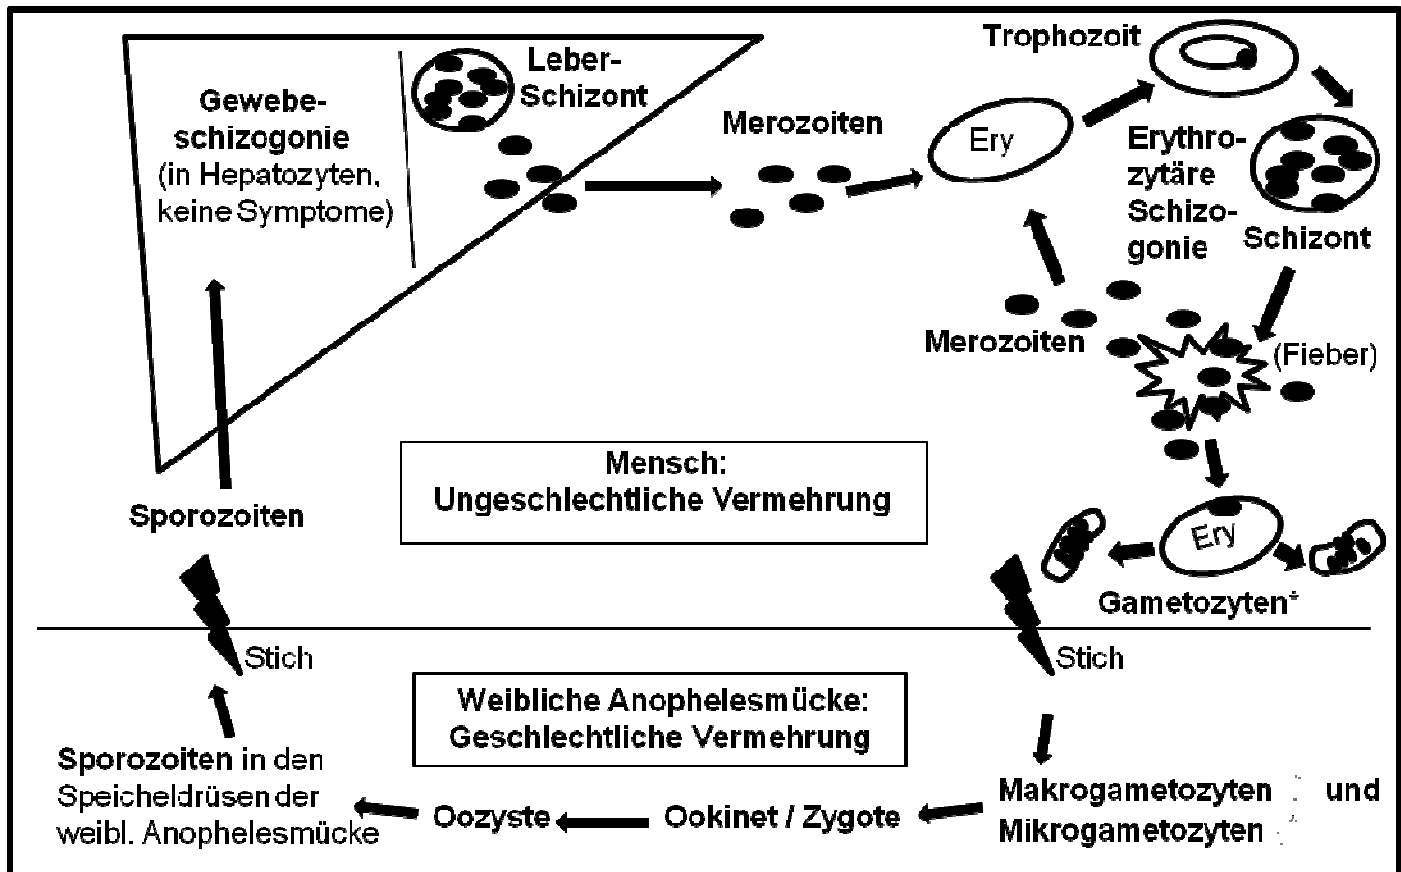 Trophozoit
Leber-
Schizont
Gewebe-
schizogonie
(in Hepatozyten,
keine Symptome)
Merozoiten
Ery
Erythro-
zytäre
Schizo-
gonie
Schizont
Merozoiten
(Fieber)
Mensch:
Ungeschlechtliche Vermehrung
Sporozoiten
Ery
Gametozyten*
Stich
Stich
Weibliche Anophelesmücke:
Geschlechtliche Vermehrung
Sporozoiten in den
Speicheldrüsen der
weibl. Anophelesmücke
Oozyste
Ookinet / Zygote
Makrogametozyten und
Mikrogametozyten